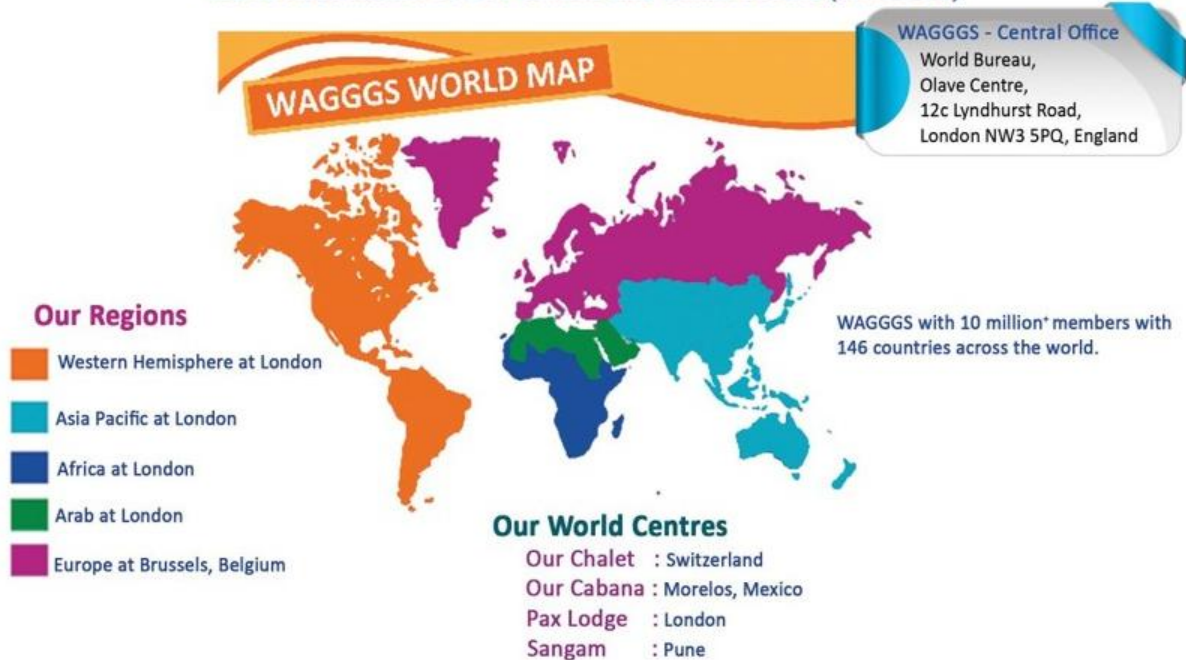 WAGGGS WORLD MAP
WAGGGS - Central Office
World Bureau,
Olave Centre,
12c Lyndhurst Road,
London NW3 5PQ, England
Our Regions
Western Hemisphere at London
Asia Pacific at London
Africa at London
Arab at London
Europe at Brussels, Belgium
WAGGGS with 10 million⁺ members with
146 countries across the world.
Our World Centres
Our Chalet : Switzerland
Our Cabana : Morelos, Mexico
Pax Lodge : London
Sangam : Pune